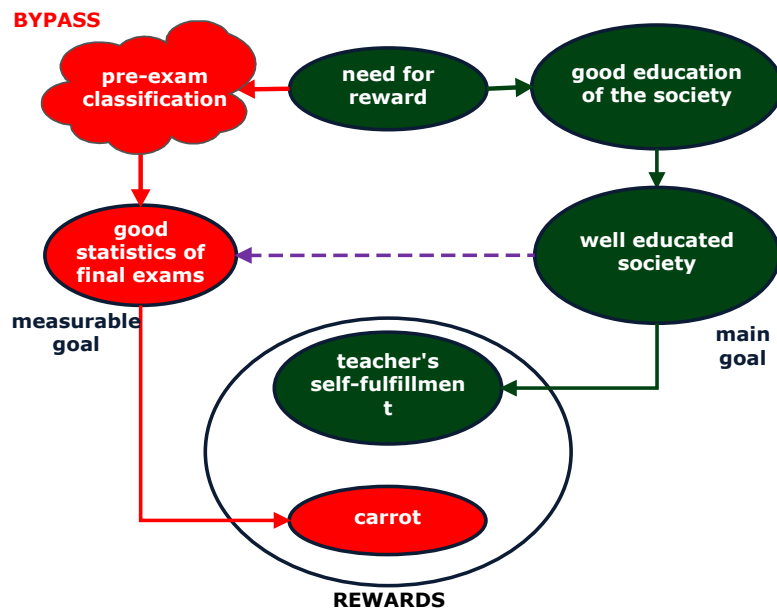 BYPASS
pre-exam
classification
need for
reward
good education
of the society
good
statistics of
final exams
well educated
society
measurable
goal
main
goal
teacher's
self-fulfillmen
t
carrot
REWARDS